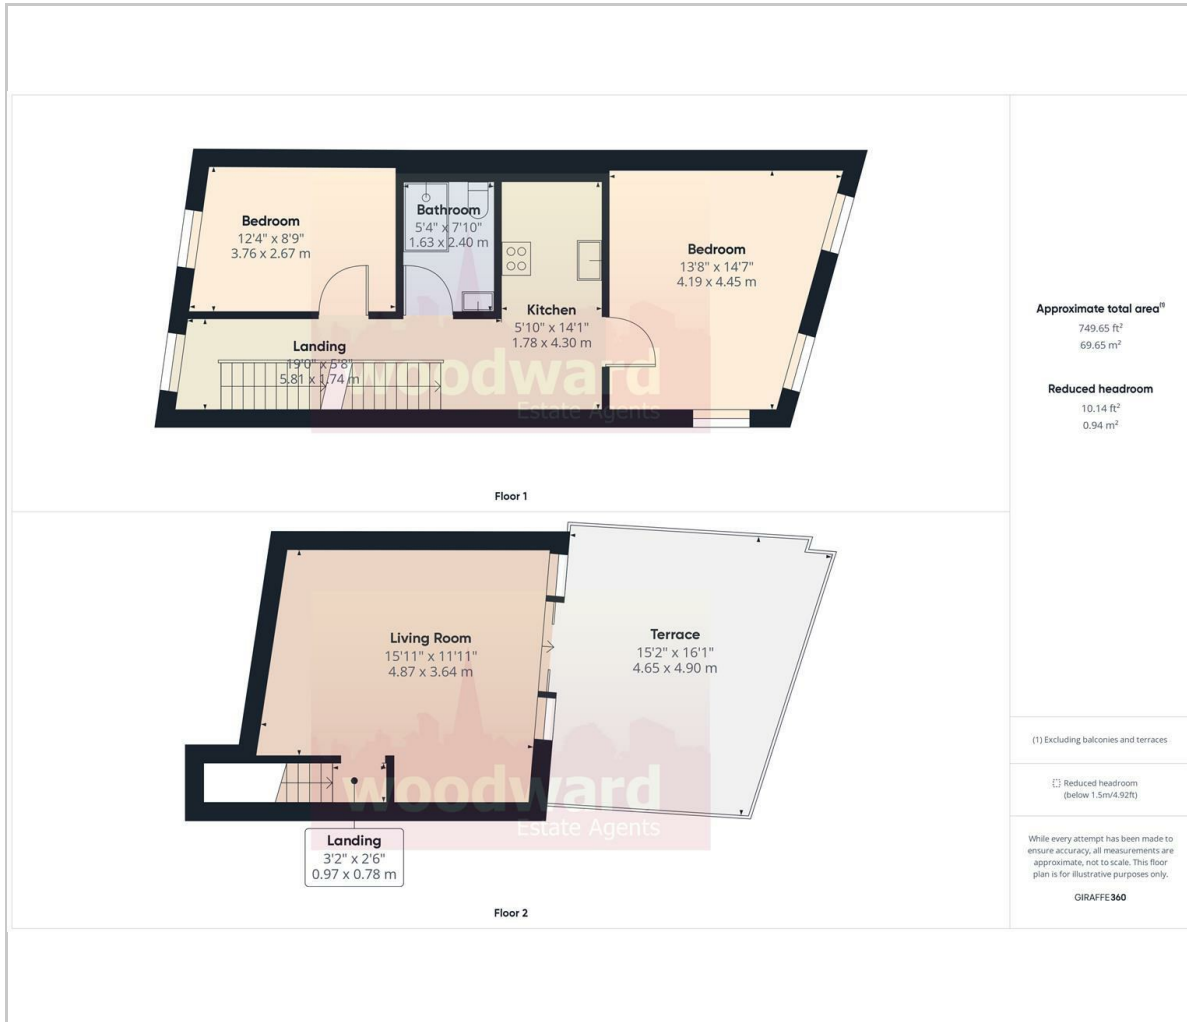 Bedroom
12'4" x 8'9"
3.76 x 2.67 m
Bathroom
5'4" x 7'10"
1.63 x 2.40 m
Kitchen
5'10" x 14'1"
1.78 x 4.30 m
Bedroom
13'8" x 14'7"
4.19 x 4.45 m
Landing
19'0" x 5'8"
5.81 x 1.74 m
woodward
Estate Agents
Floor 1
Living Room
15'11" x 11'11"
4.87 x 3.64 m
Terrace
15'2" x 16'1"
4.65 x 4.90 m
woodward
Estate Agents
Landing
3'2" x 2'6"
0.97 x 0.78 m
Floor 2
Approximate total area⁽¹⁾
749.65 ft²
69.65 m²
Reduced headroom
10.14 ft²
0.94 m²
(1) Excluding balconies and terraces
Reduced headroom
(below 1.5m/4.92ft)
While every attempt has been made to
ensure accuracy, all measurements are
approximate, not to scale. This floor
plan is for illustrative purposes only.
GIRAFFE360